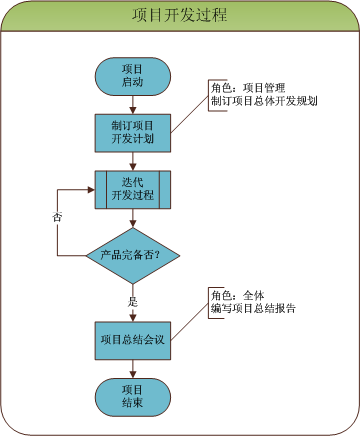 项目开发过程
项目
启动
角色：项目管理
制订项目总体开发规划
制订项目
开发计划
迭代
开发过程
否
产品完备否？
是
角色：全体
编写项目总结报告
项目总结会议
项目
结束